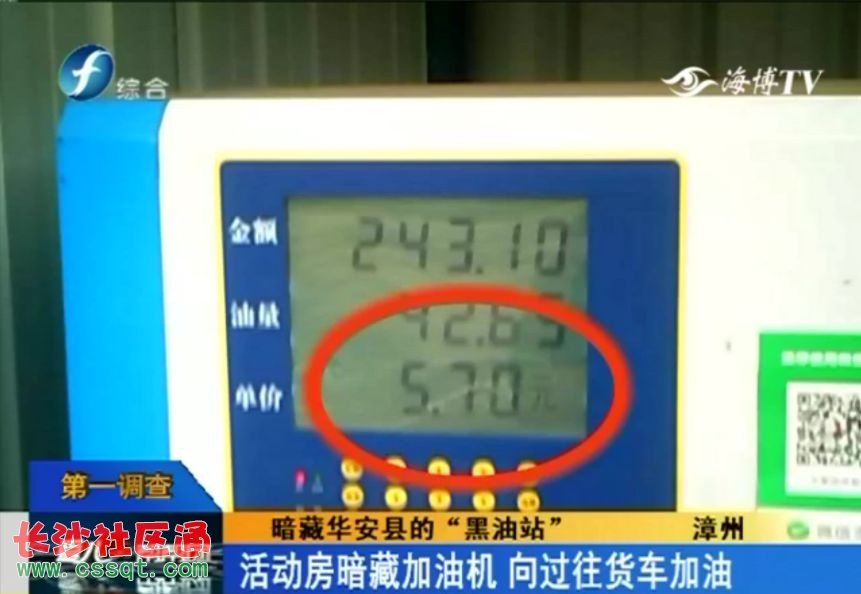 综合
海博TV
金额 243.10
油量 42.65
单价 5.70元
第一调查
暗藏华安县的“黑油站” 漳州
活动房暗藏加油机 向过往货车加油
长沙社区通
www.cssqt.com